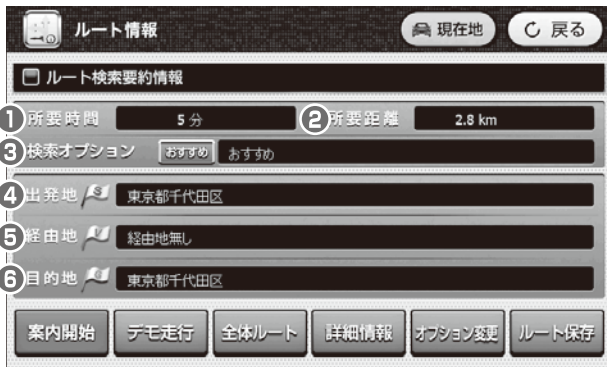 ルート情報 現在地 戻る
ルート検索要約情報
1 所要時間 5 分 2 所要距離 2.8 km
3 検索オプション おすすめ おすすめ
4 出発地 S 東京都千代田区
5 経由地 V 経由地無し
6 目的地 東京都千代田区
案内開始 デモ走行 全体ルート 詳細情報 オプション変更 ルート保存